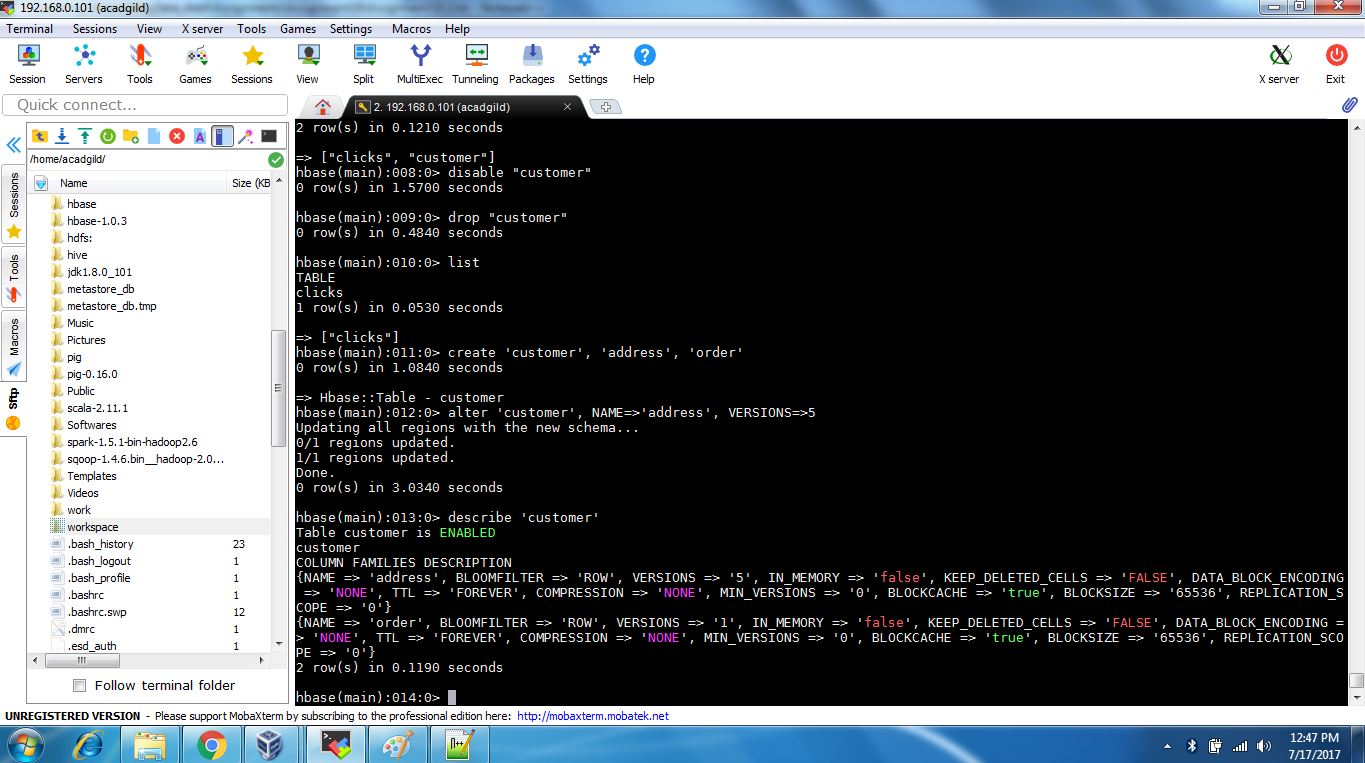 192.168.0.101 (acadgild)
Terminal Sessions View X server Tools Games Settings Macros Help
Session Servers Tools Games Sessions View Split MultiExec Tunneling Packages Settings Help X server Exit
Quick connect...
2. 192.168.0.101 (acadgild)
/home/acadgild/
Name Size (KB
hbase
hbase-1.0.3
hdfs:
hive
jdk1.8.0_101
metastore_db
metastore_db.tmp
Music
Pictures
pig
pig-0.16.0
Public
scala-2.11.1
Softwares
spark-1.5.1-bin-hadoop2.6
sqoop-1.4.6.bin__hadoop-2.0...
Templates
Videos
work
workspace
.bash_history 23
.bash_logout 1
.bash_profile 1
.bashrc 1
.bashrc.swp 12
.dmrc 1
.esd_auth 1
Sessions
Tools
Macros
Sftp
Follow terminal folder
2 row(s) in 0.1210 seconds
=> ["clicks", "customer"]
hbase(main):008:0> disable "customer"
0 row(s) in 1.5700 seconds
hbase(main):009:0> drop "customer"
0 row(s) in 0.4840 seconds
hbase(main):010:0> list
TABLE
clicks
1 row(s) in 0.0530 seconds
=> ["clicks"]
hbase(main):011:0> create 'customer', 'address', 'order'
0 row(s) in 1.0840 seconds
=> Hbase::Table - customer
hbase(main):012:0> alter 'customer', NAME=>'address', VERSIONS=>5
Updating all regions with the new schema...
0/1 regions updated.
1/1 regions updated.
Done.
0 row(s) in 3.0340 seconds
hbase(main):013:0> describe 'customer'
Table customer is ENABLED
customer
COLUMN FAMILIES DESCRIPTION
{NAME => 'address', BLOOMFILTER => 'ROW', VERSIONS => '5', IN_MEMORY => 'false', KEEP_DELETED_CELLS => 'FALSE', DATA_BLOCK_ENCODING
=> 'NONE', TTL => 'FOREVER', COMPRESSION => 'NONE', MIN_VERSIONS => '0', BLOCKCACHE => 'true', BLOCKSIZE => '65536', REPLICATION_S
COPE => '0'}
{NAME => 'order', BLOOMFILTER => 'ROW', VERSIONS => '1', IN_MEMORY => 'false', KEEP_DELETED_CELLS => 'FALSE', DATA_BLOCK_ENCODING =
> 'NONE', TTL => 'FOREVER', COMPRESSION => 'NONE', MIN_VERSIONS => '0', BLOCKCACHE => 'true', BLOCKSIZE => '65536', REPLICATION_SCO
PE => '0'}
2 row(s) in 0.1190 seconds
hbase(main):014:0>
UNREGISTERED VERSION - Please support MobaXterm by subscribing to the professional edition here: http://mobaxterm.mobatek.net
12:47 PM
7/17/2017